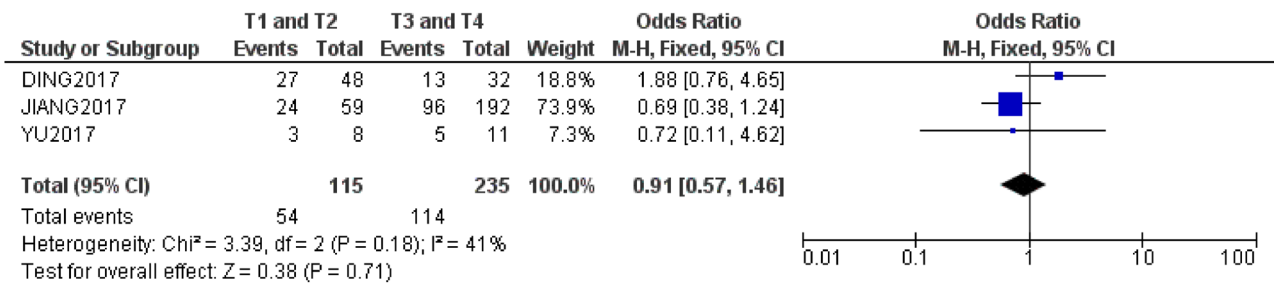 T1 and T2 T3 and T4 Odds Ratio Odds Ratio
Study or Subgroup Events Total Events Total Weight M-H, Fixed, 95% CI M-H, Fixed, 95% CI
DING2017 27 48 13 32 18.8% 1.88 [0.76, 4.65]
JIANG2017 24 59 96 192 73.9% 0.69 [0.38, 1.24]
YU2017 3 8 5 11 7.3% 0.72 [0.11, 4.62]
Total (95% CI) 115 235 100.0% 0.91 [0.57, 1.46]
Total events 54 114
Heterogeneity: Chi² = 3.39, df = 2 (P = 0.18); I² = 41%
Test for overall effect: Z = 0.38 (P = 0.71)
0.01 0.1 1 10 100